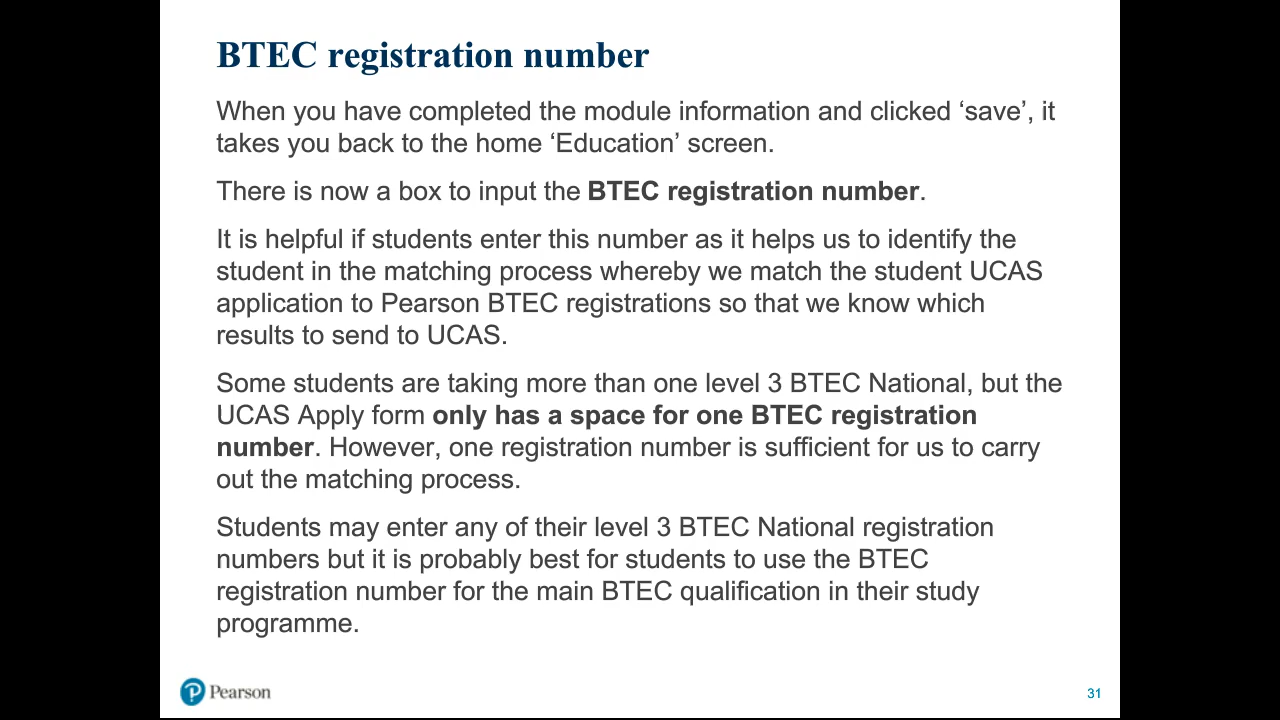 BTEC registration number
When you have completed the module information and clicked ‘save’, it
takes you back to the home ‘Education’ screen.
There is now a box to input the BTEC registration number.
It is helpful if students enter this number as it helps us to identify the
student in the matching process whereby we match the student UCAS
application to Pearson BTEC registrations so that we know which
results to send to UCAS.
Some students are taking more than one level 3 BTEC National, but the
UCAS Apply form only has a space for one BTEC registration
number. However, one registration number is sufficient for us to carry
out the matching process.
Students may enter any of their level 3 BTEC National registration
numbers but it is probably best for students to use the BTEC
registration number for the main BTEC qualification in their study
programme.
Pearson
31